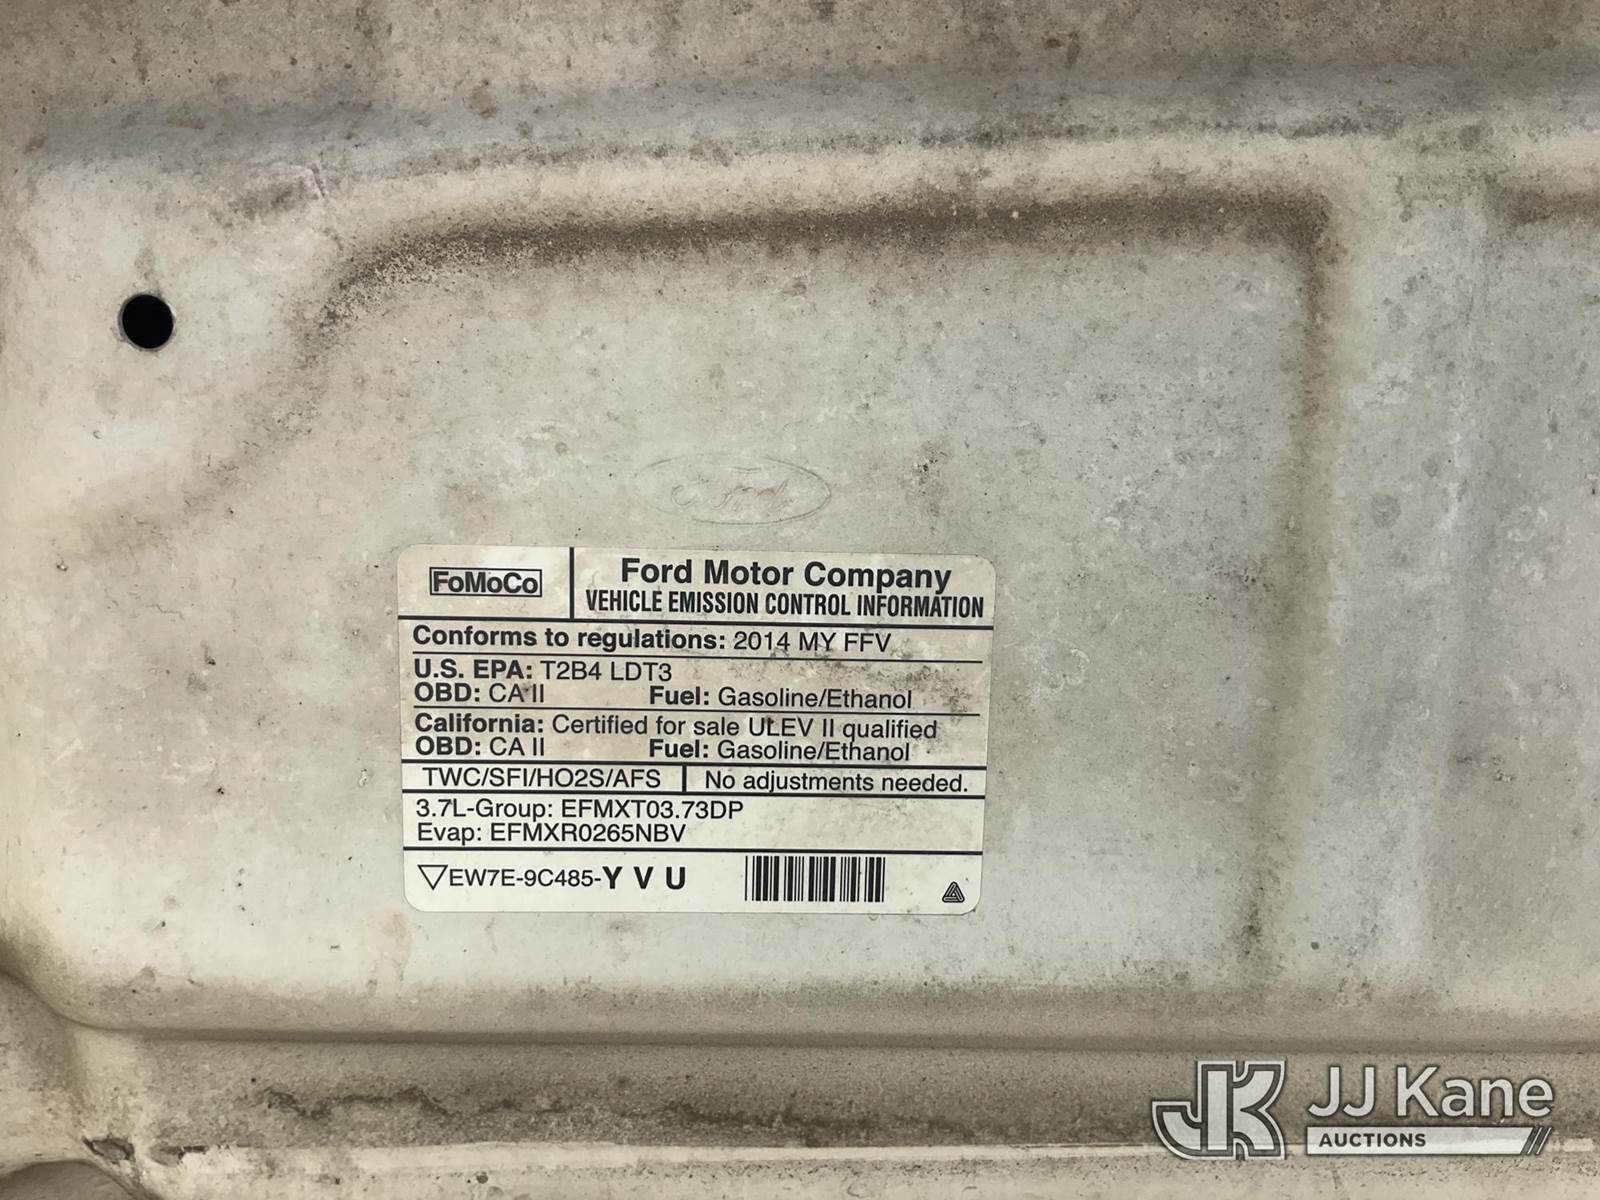 Ford
FoMoCo
Ford Motor Company
VEHICLE EMISSION CONTROL INFORMATION
Conforms to regulations: 2014 MY FFV
U.S. EPA: T2B4 LDT3
OBD: CA II Fuel: Gasoline/Ethanol
California: Certified for sale ULEV II qualified
OBD: CA II Fuel: Gasoline/Ethanol
TWC/SFI/HO2S/AFS No adjustments needed.
3.7L-Group: EFMXT03.73DP
Evap: EFMXR0265NBV
EW7E-9C485-Y V U
JK JJ Kane
AUCTIONS